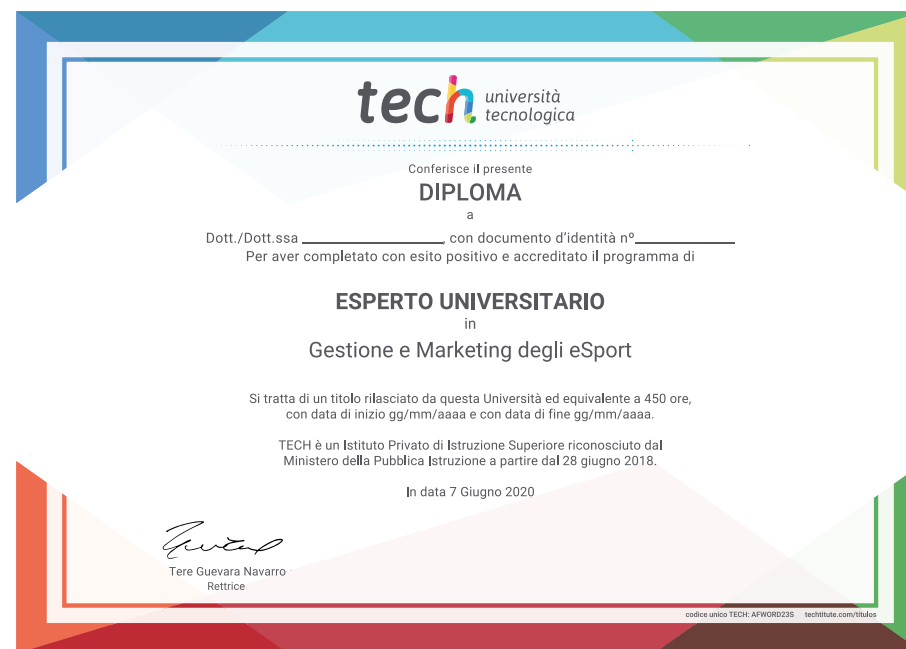 tech università
tecnologica
Conferisce il presente
DIPLOMA
a
Dott./Dott.ssa ____________________, con documento d'identità nº______________
Per aver completato con esito positivo e accreditato il programma di
ESPERTO UNIVERSITARIO
in
Gestione e Marketing degli eSport
Si tratta di un titolo rilasciato da questa Università ed equivalente a 450 ore,
con data di inizio gg/mm/aaaa e con data di fine gg/mm/aaaa.
TECH è un Istituto Privato di Istruzione Superiore riconosciuto dal
Ministero della Pubblica Istruzione a partire dal 28 giugno 2018.
In data 7 Giugno 2020
Tere Guevara Navarro
Rettrice
codice unico TECH: AFWORD23S techtitute.com/titulos